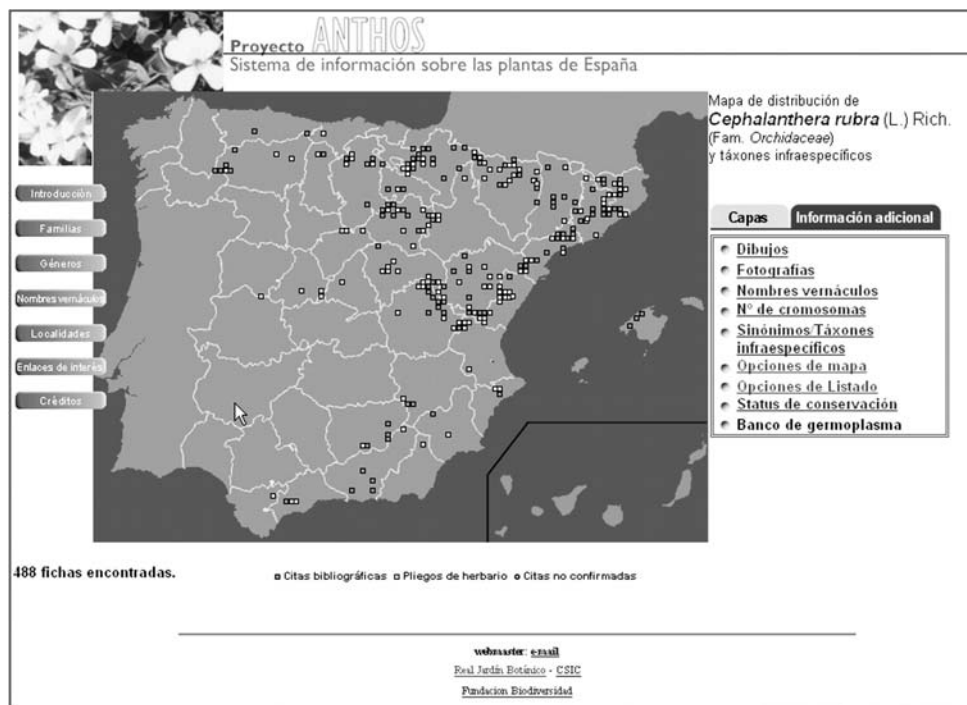 Proyecto ANTHOS
Sistema de información sobre las plantas de España
Mapa de distribución de
Cephalanthera rubra (L.) Rich.
(Fam. Orchidaceae)
y táxones infraespecíficos
Introducción
Familias
Géneros
Nombres vernáculos
Localidades
Enlaces de interés
Créditos
Capas
Información adicional
Dibujos
Fotografías
Nombres vernáculos
Nº de cromosomas
Sinónimos/Táxones
infraespecíficos
Opciones de mapa
Opciones de Listado
Status de conservación
Banco de germoplasma
488 fichas encontradas.
Citas bibliográficas Pliegos de herbario Citas no confirmadas
webmaster: e-mail
Real Jardín Botánico - CSIC
Fundacion Biodiversidad